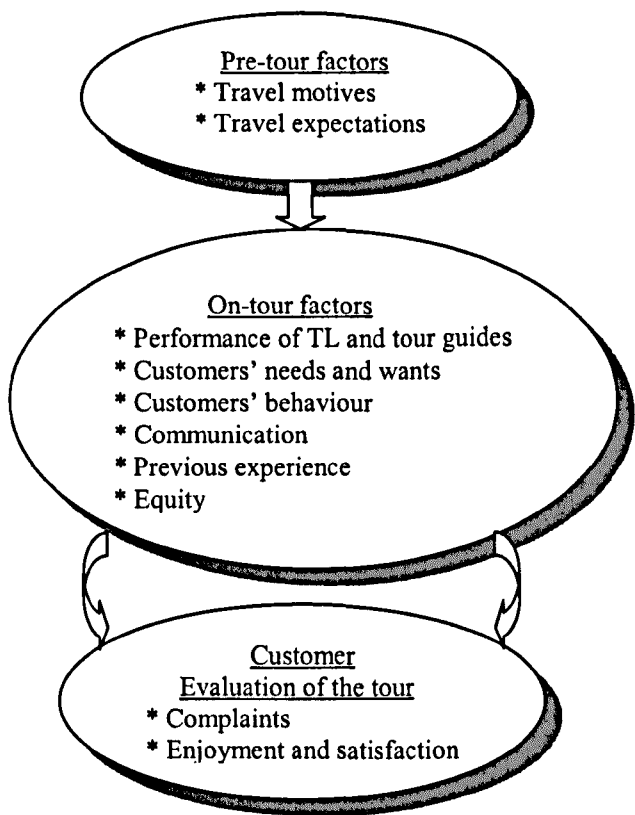 Pre-tour factors
* Travel motives
* Travel expectations
On-tour factors
* Performance of TL and tour guides
* Customers’ needs and wants
* Customers’ behaviour
* Communication
* Previous experience
* Equity
Customer
Evaluation of the tour
* Complaints
* Enjoyment and satisfaction